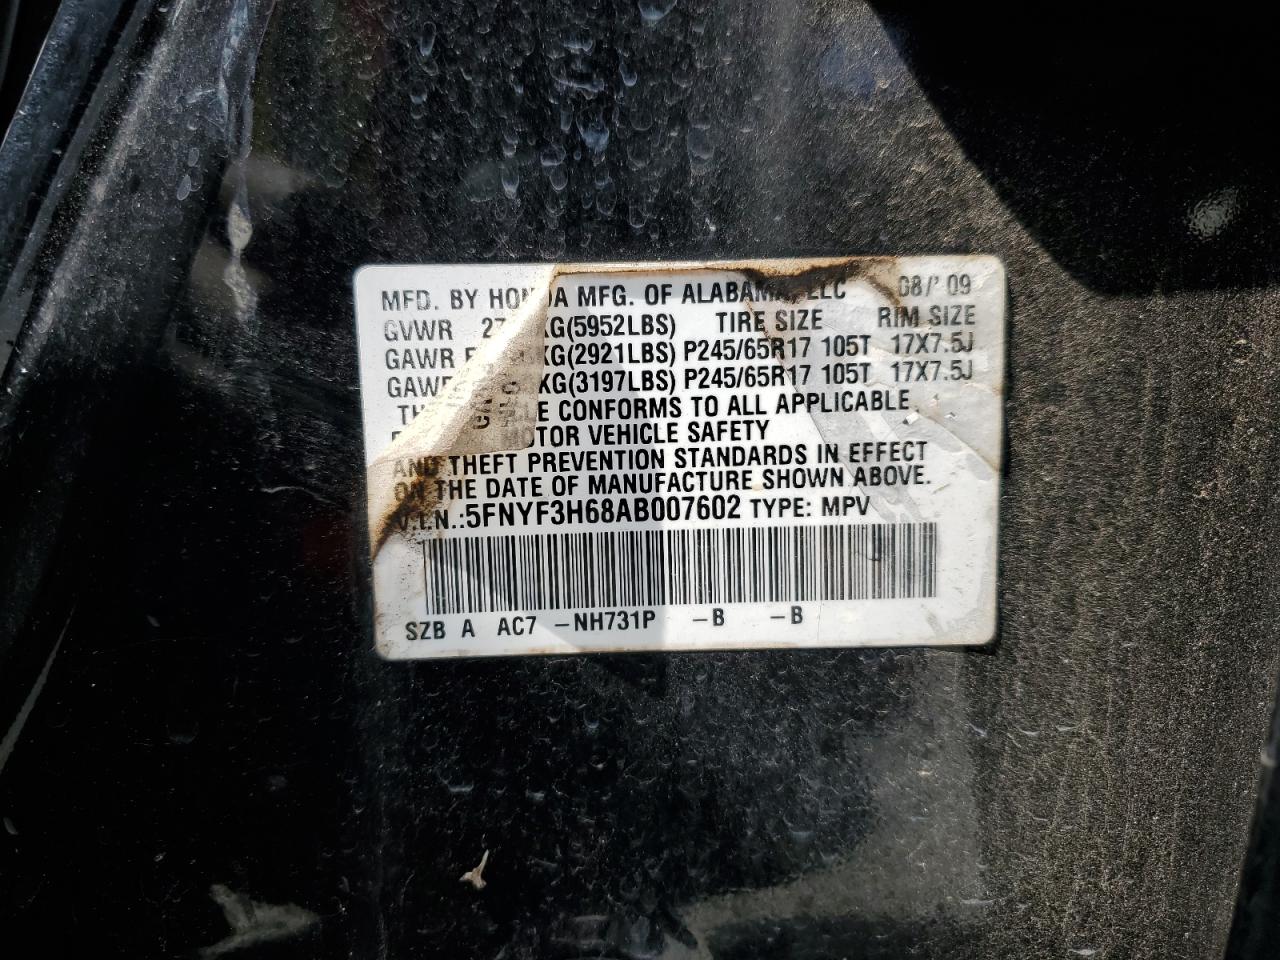 MFD. BY HONDA MFG. OF ALABAMA, LLC 08/'09
GVWR KG(5952LBS) TIRE SIZE RIM SIZE
GAWR KG(2921LBS) P245/65R17 105T 17X7.5J
GAWR KG(3197LBS) P245/65R17 105T 17X7.5J
CONFORMS TO ALL APPLICABLE
MOTOR VEHICLE SAFETY
AND THEFT PREVENTION STANDARDS IN EFFECT
ON THE DATE OF MANUFACTURE SHOWN ABOVE.
V.I.N.:5FNYF3H68AB007602 TYPE: MPV
SZB A AC7 -NH731P -B -B